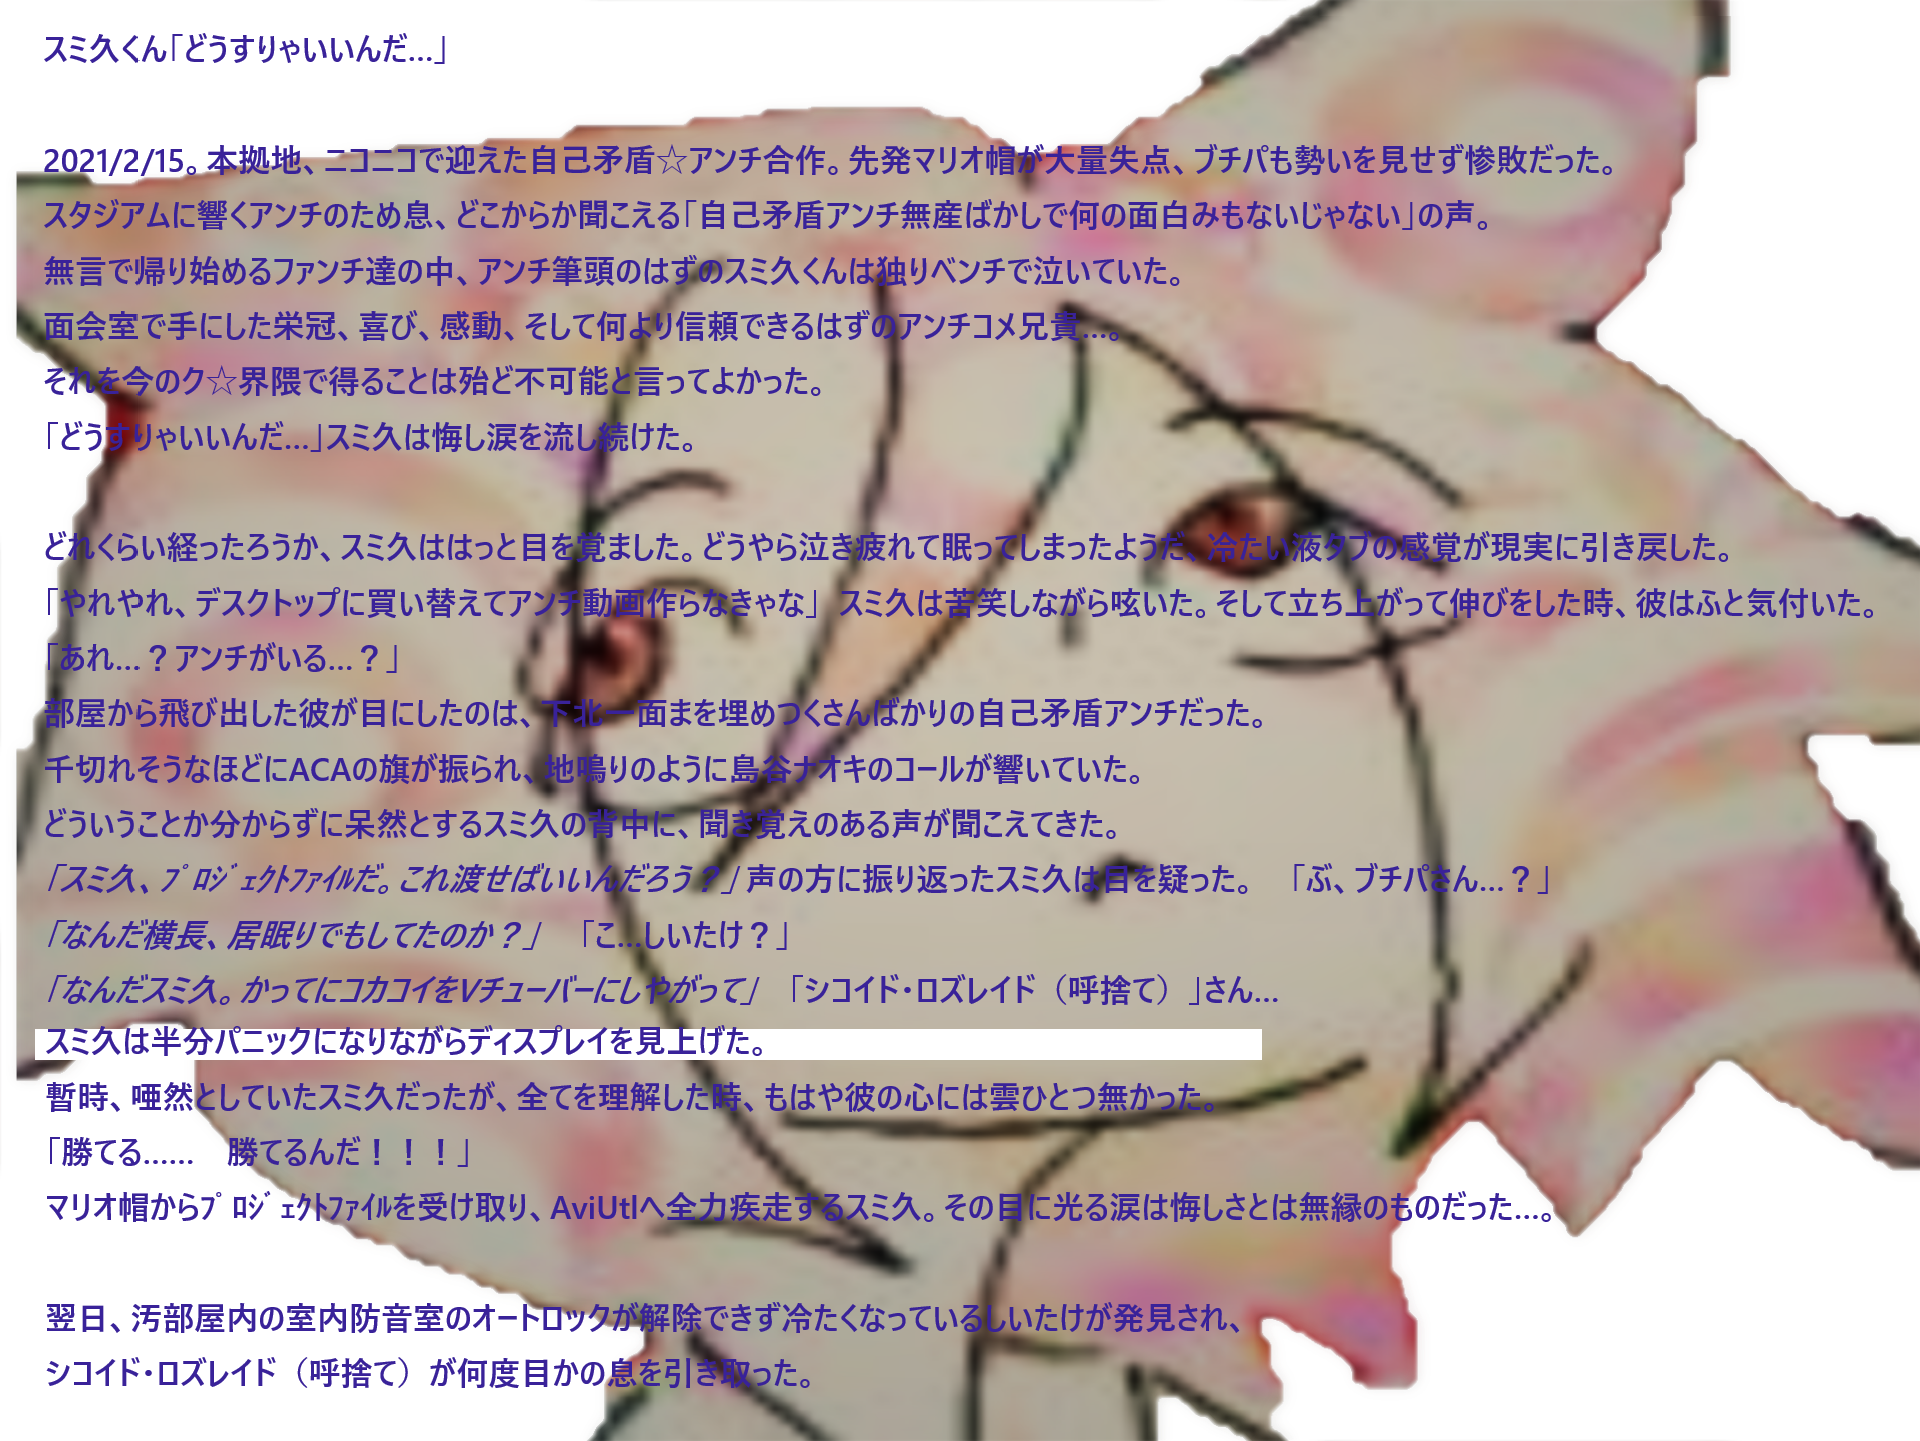 スミ久くん「どうすりゃいいんだ…」
2021/2/15。本拠地、ニコニコで迎えた自己矛盾☆アンチ合作。先発マリオ帽が大量失点、ブチパも勢いを見せず惨敗だった。
スタジアムに響くアンチのため息、どこからか聞こえる「自己矛盾アンチ無産ばかしで何の面白みもないじゃない」の声。
無言で帰り始めるファンチ達の中、アンチ筆頭のはずのスミ久くんは独りベンチで泣いていた。
面会室で手にした栄冠、喜び、感動、そして何より信頼できるはずのアンチコメ兄貴…。
それを今のク☆界隈で得ることは殆ど不可能と言ってよかった。
「どうすりゃいいんだ…」スミ久は悔し涙を流し続けた。
どれくらい経ったろうか、スミ久ははっと目を覚ました。どうやら泣き疲れて眠ってしまったようだ、冷たい液タブの感覚が現実に引き戻した。
「やれやれ、デスクトップに買い替えてアンチ動画作らなきゃな」 スミ久は苦笑しながら呟いた。そして立ち上がって伸びをした時、彼はふと気付いた。
「あれ…？アンチがいる…？」
部屋から飛び出した彼が目にしたのは、下北一面まを埋めつくさんばかりの自己矛盾アンチだった。
千切れそうなほどにACAの旗が振られ、地鳴りのように島谷ナオキのコールが響いていた。
どういうことか分からずに呆然とするスミ久の背中に、聞き覚えのある声が聞こえてきた。
「スミ久、ﾌﾟﾛｼﾞｪｸﾄﾌｧｲﾙだ。これ渡せばいいんだろう？」声の方に振り返ったスミ久は目を疑った。　「ぶ、ブチパさん…？」
「なんだ横長、居眠りでもしてたのか？」　「こ…しいたけ？」
「なんだスミ久。かってにコカコイをVチューバーにしやがって」　「シコイド・ロズレイド（呼捨て）」さん…
スミ久は半分パニックになりながらディスプレイを見上げた。
暫時、唖然としていたスミ久だったが、全てを理解した時、もはや彼の心には雲ひとつ無かった。
「勝てる……　勝てるんだ！！！」
マリオ帽からﾌﾟﾛｼﾞｪｸﾄﾌｧｲﾙを受け取り、AviUtlへ全力疾走するスミ久。その目に光る涙は悔しさとは無縁のものだった…。
翌日、汚部屋内の室内防音室のオートロックが解除できず冷たくなっているしいたけが発見され、
シコイド・ロズレイド（呼捨て）が何度目かの息を引き取った。